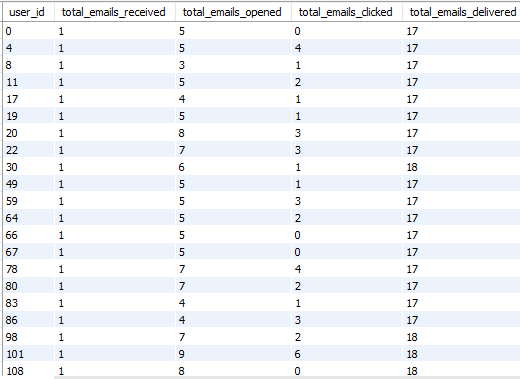 user_id total_emails_received total_emails_opened total_emails_clicked total_emails_delivered
0 1 5 0 17
4 1 5 4 17
8 1 3 1 17
11 1 5 2 17
17 1 4 1 17
19 1 5 1 17
20 1 8 3 17
22 1 7 3 17
30 1 6 1 18
49 1 5 1 17
59 1 5 3 17
64 1 5 2 17
66 1 5 0 17
67 1 5 0 17
78 1 7 4 17
80 1 7 2 17
83 1 4 1 17
86 1 4 3 17
98 1 7 2 18
101 1 9 6 18
108 1 8 0 18